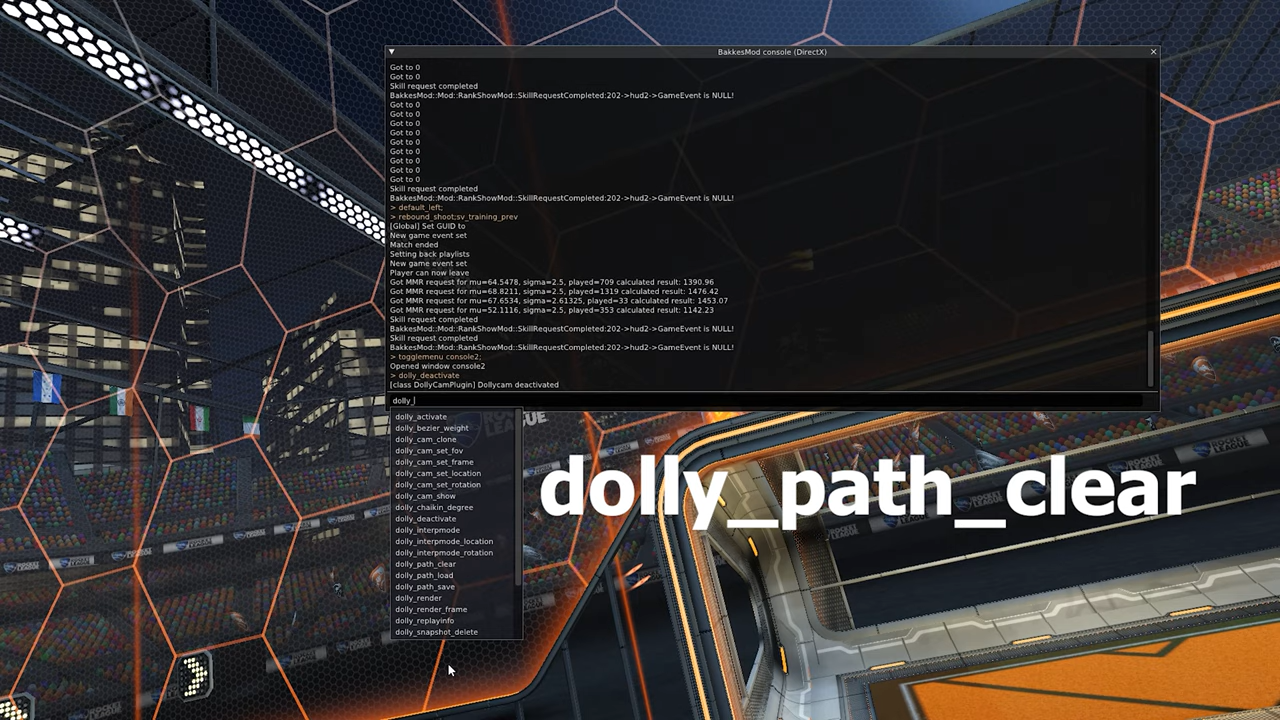 BakkesMod console (DirectX)
Got to 0
Got to 0
Skill request completed
BakkesMod::Mod::RankShowMod::SkillRequestCompleted:202->hud2->GameEvent is NULL!
Got to 0
Got to 0
Got to 0
Got to 0
Got to 0
Got to 0
Got to 0
Got to 0
Got to 0
Skill request completed
BakkesMod::Mod::RankShowMod::SkillRequestCompleted:202->hud2->GameEvent is NULL!
> default_left;
> rebound_shoot;sv_training_prev
[Global] Set GUID to
New game event set
Match ended
Setting back playlists
New game event set
Player can now leave
Got MMR request for mu=64.5478, sigma=2.5, played=709 calculated result: 1390.96
Got MMR request for mu=68.8211, sigma=2.5, played=1319 calculated result: 1476.42
Got MMR request for mu=67.6534, sigma=2.61325, played=33 calculated result: 1453.07
Got MMR request for mu=52.1116, sigma=2.5, played=353 calculated result: 1142.23
Skill request completed
BakkesMod::Mod::RankShowMod::SkillRequestCompleted:202->hud2->GameEvent is NULL!
Skill request completed
BakkesMod::Mod::RankShowMod::SkillRequestCompleted:202->hud2->GameEvent is NULL!
> togglemenu console2;
Opened window console2
> dolly_deactivate
[class DollyCamPlugin] Dollycam deactivated
dolly_
dolly_activate
dolly_bezier_weight
dolly_cam_clone
dolly_cam_set_fov
dolly_cam_set_frame
dolly_cam_set_location
dolly_cam_set_rotation
dolly_cam_show
dolly_chaikin_degree
dolly_deactivate
dolly_interpmode
dolly_interpmode_location
dolly_interpmode_rotation
dolly_path_clear
dolly_path_load
dolly_path_save
dolly_render
dolly_render_frame
dolly_replayinfo
dolly_snapshot_delete
dolly_path_clear
LEAGUE